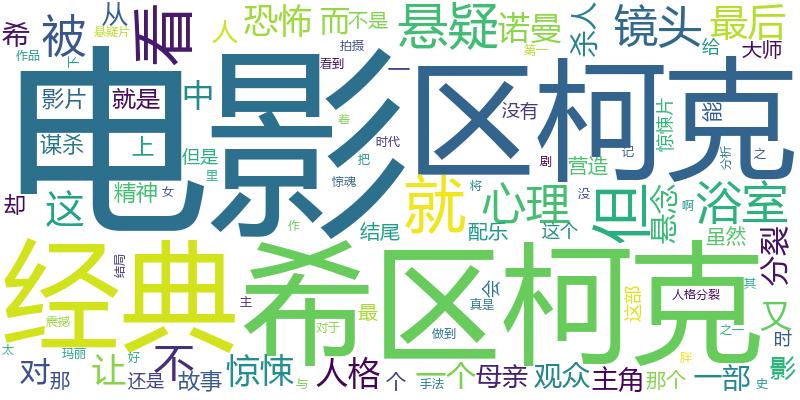 希 从 看 人 恐怖 而 不是 悬疑 诺曼 杀人 镜头 最后
作品 悬疑片 被 拍摄 第一 给 大师
上 电影 区柯克
影片 就是 中 看到 一 没有 惊悚片 能
谋杀 上 但是 着 时代 记 分析 之
却 这 精神 女 里 惊魂 把 就 心理 剧 营造 但 悬念 浴室
作 结尾 配乐 将 这个 没 啊 虽然
经典 希区柯克 分裂
结局 主 最 会 真是 这部 人格分裂 其
震撼 对于 做到 之一 又 时
太 玛丽 好 胖 影
对 那 让 还是 不 故事 惊悚 与 人格 个 手法 一个 母亲 观众 主角 那个 一部 史